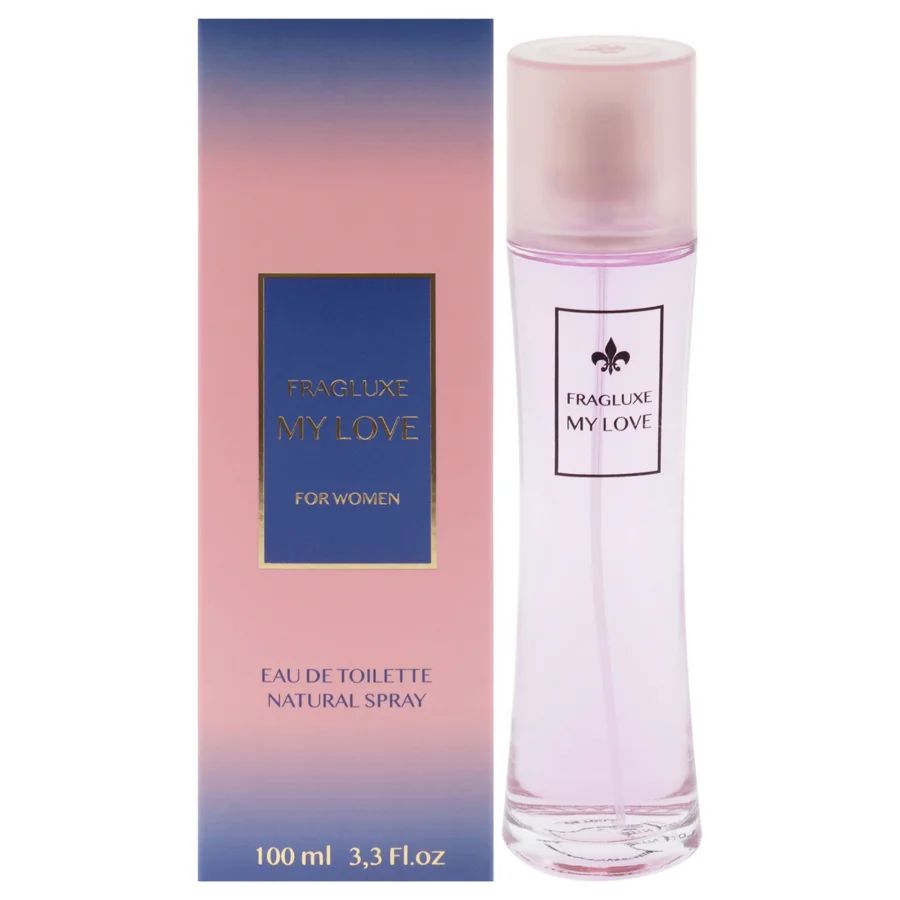 FRAGLUXE
MY LOVE
FOR WOMEN
EAU DE TOILETTE
NATURAL SPRAY
100 ml 3,3 Fl.oz
FRAGLUXE
MY LOVE